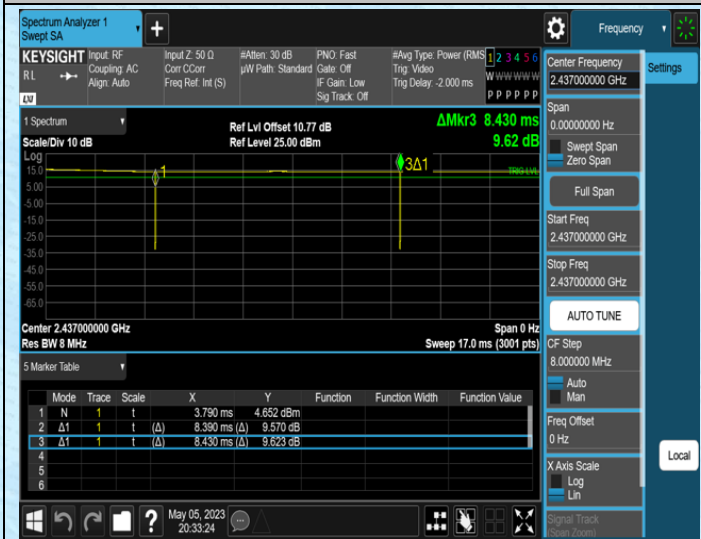 Spectrum Analyzer 1
Swept SA
Frequency
KEYSIGHT Input: RF Input Z: 50 Ω #Atten: 30 dB PNO: Fast #Avg Type: Power (RMS 1 2 3 4 5 6
RL Coupling: AC Corr CCorr µW Path: Standard Gate: Off Trig: Video W W W W W W
Align: Auto Freq Ref: Int (S) IF Gain: Low Trig Delay: -2.000 ms
LXI Sig Track: Off P P P P P P
Center Frequency
2.437000000 GHz
Settings
Span
0.00000000 Hz
Swept Span
Zero Span
Full Span
Start Freq
2.437000000 GHz
Stop Freq
2.437000000 GHz
AUTO TUNE
CF Step
8.000000 MHz
Auto
Man
Freq Offset
0 Hz
X Axis Scale
Log
Lin
Signal Track
(Span Zoom)
Local
1 Spectrum
Scale/Div 10 dB
Ref Lvl Offset 10.77 dB
Ref Level 25.00 dBm
ΔMkr3 8.430 ms
9.62 dB
Log
15.0
5.00
-5.00
-15.0
-25.0
-35.0
-45.0
-55.0
-65.0
1
3Δ1
TRIG LVL
Center 2.437000000 GHz Span 0 Hz
Res BW 8 MHz Sweep 17.0 ms (3001 pts)
5 Marker Table
Mode Trace Scale X Y Function Function Width Function Value
1 N 1 t 3.790 ms 4.652 dBm
2 Δ1 1 t (Δ) 8.390 ms (Δ) 9.570 dB
3 Δ1 1 t (Δ) 8.430 ms (Δ) 9.623 dB
4
5
6
May 05, 2023
20:33:24